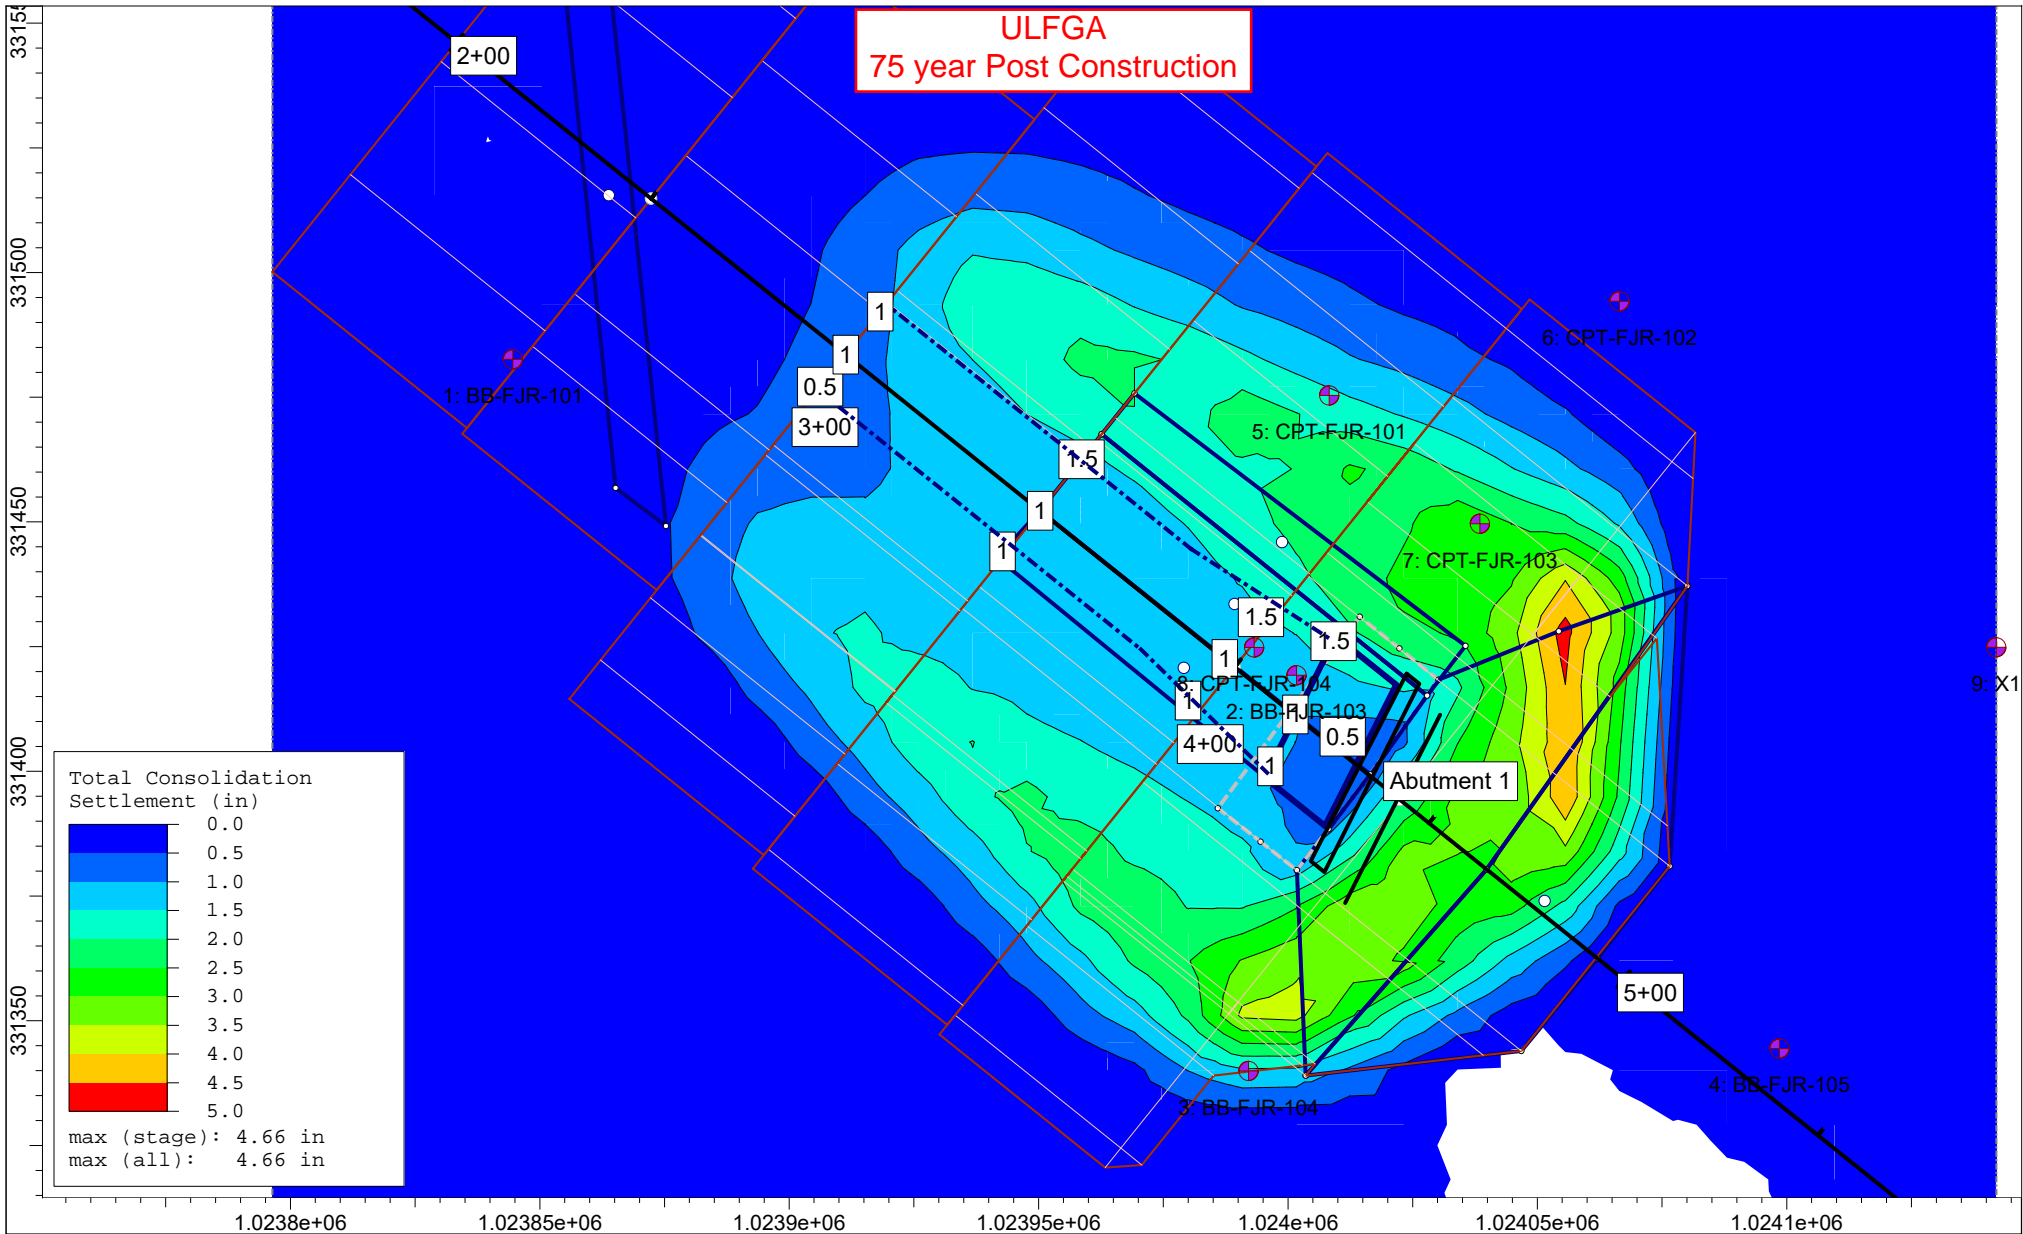 ULFGA
75 year Post Construction
2+00
1
1
0.5
3+00
1.5
1
1
1: BB-FJR-101
6: CPT-FJR-102
5: CPT-FJR-101
7: CPT-FJR-103
1.5
1.5
1
8: CPT-FJR-104
9: X1
1
2: BB-FJR-103
1
4+00
0.5
1
Abutment 1
5+00
4: BB-FJR-105
3: BB-FJR-104
Total Consolidation
Settlement (in)
0.0
0.5
1.0
1.5
2.0
2.5
3.0
3.5
4.0
4.5
5.0
max (stage): 4.66 in
max (all): 4.66 in
331500
331450
331400
331350
1.0238e+06
1.02385e+06
1.0239e+06
1.02395e+06
1.024e+06
1.02405e+06
1.0241e+06